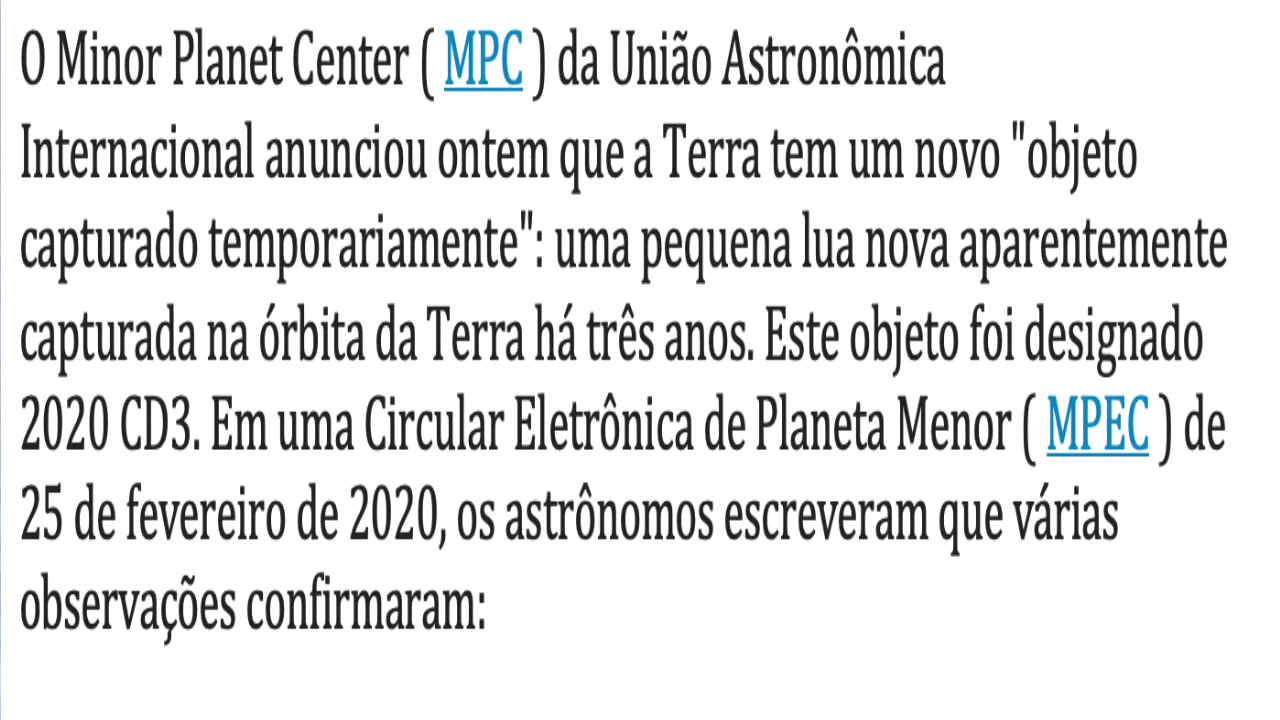 O Minor Planet Center ( MPC ) da União Astronômica
Internacional anunciou ontem que a Terra tem um novo "objeto
capturado temporariamente": uma pequena lua nova aparentemente
capturada na órbita da Terra há três anos. Este objeto foi designado
2020 CD3. Em uma Circular Eletrônica de Planeta Menor ( MPEC ) de
25 de fevereiro de 2020, os astrônomos escreveram que várias
observações confirmaram: